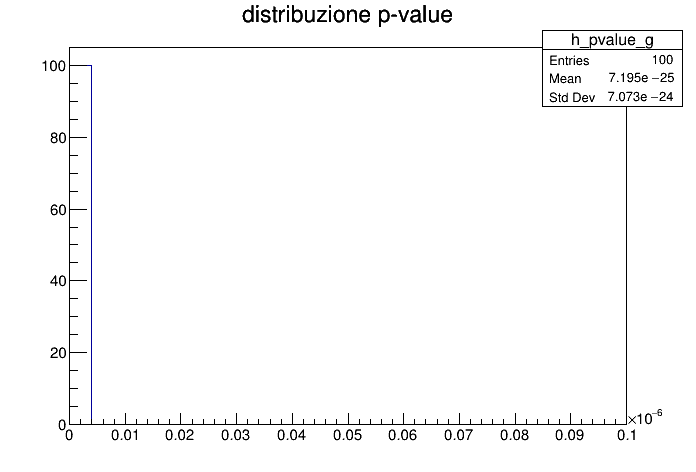 distribuzione p-value
h_pvalue_g
Entries 100
Mean 7.195e−25
Std Dev 7.073e−24
100
80
60
40
20
0
0 0.01 0.02 0.03 0.04 0.05 0.06 0.07 0.08 0.09 0.1
×10⁻⁶